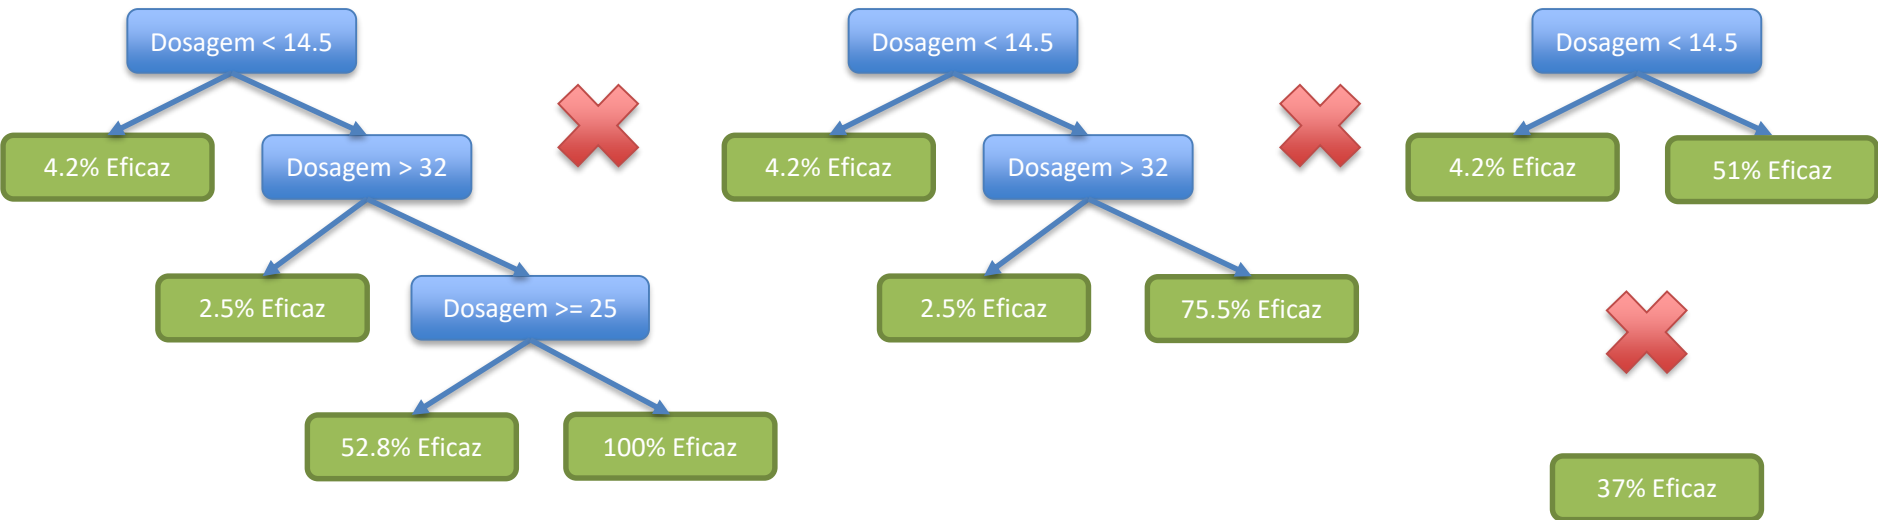 Dosagem < 14.5
4.2% Eficaz
Dosagem > 32
2.5% Eficaz
Dosagem >= 25
52.8% Eficaz
100% Eficaz
Dosagem < 14.5
4.2% Eficaz
Dosagem > 32
2.5% Eficaz
75.5% Eficaz
Dosagem < 14.5
4.2% Eficaz
51% Eficaz
37% Eficaz